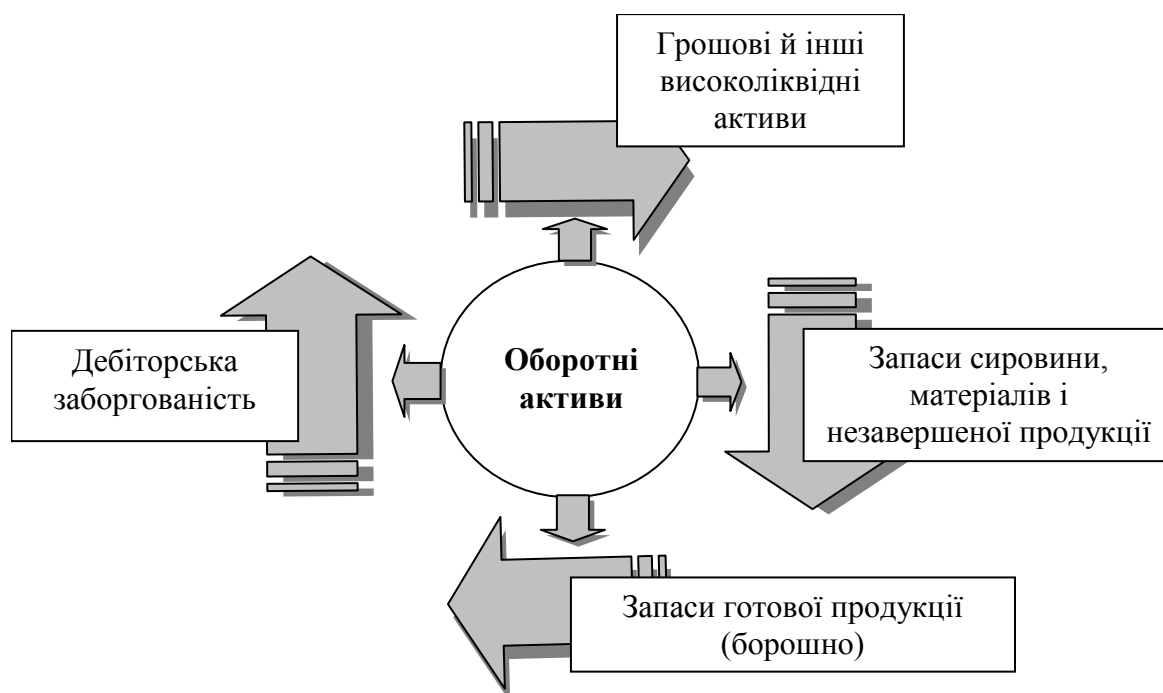 Грошові й інші
високоліквідні
активи
Дебіторська
заборгованість
Оборотні
активи
Запаси сировини,
матеріалів і
незавершеної продукції
Запаси готової продукції
(борошно)